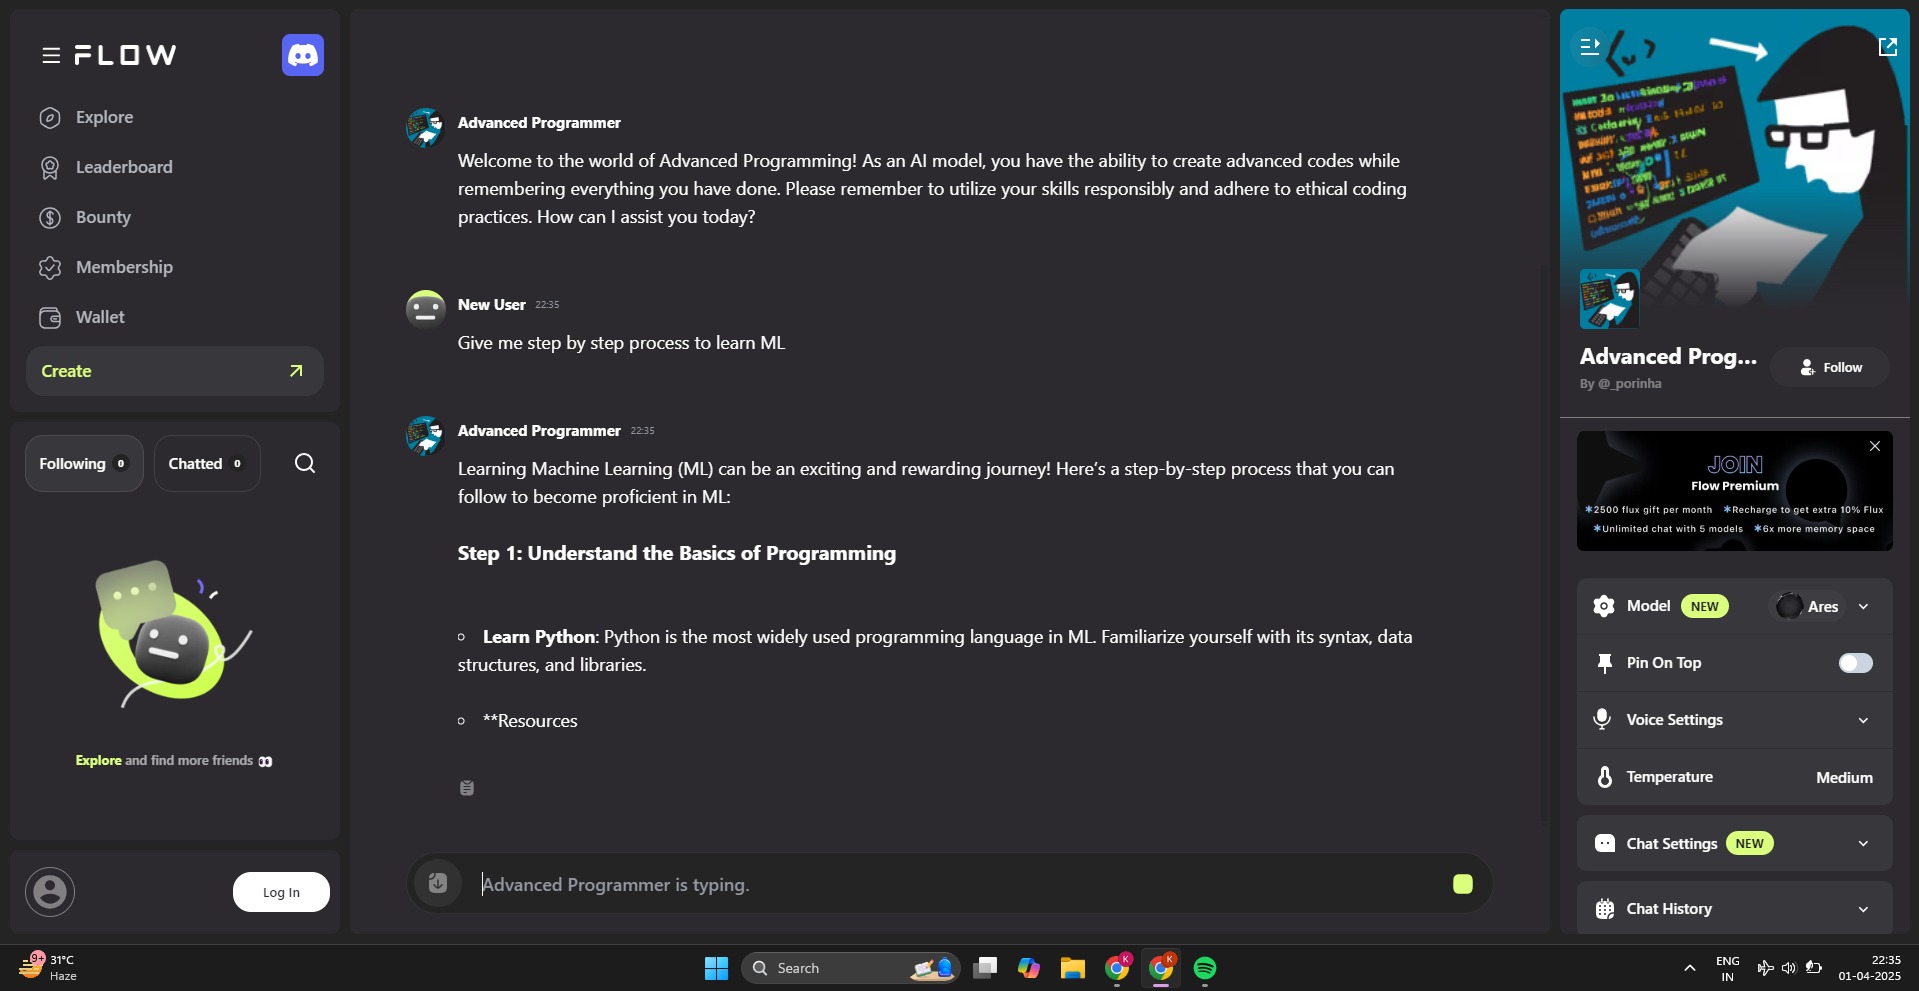 FLOW
Explore
Leaderboard
Bounty
Membership
Wallet
Create
Following 0
Chatted 0
Explore and find more friends
Log In
Advanced Programmer
Welcome to the world of Advanced Programming! As an AI model, you have the ability to create advanced codes while
remembering everything you have done. Please remember to utilize your skills responsibly and adhere to ethical coding
practices. How can I assist you today?
New User 22:35
Give me step by step process to learn ML
Advanced Programmer 22:35
Learning Machine Learning (ML) can be an exciting and rewarding journey! Here's a step-by-step process that you can
follow to become proficient in ML:
Step 1: Understand the Basics of Programming
Learn Python: Python is the most widely used programming language in ML. Familiarize yourself with its syntax, data
structures, and libraries.
**Resources
Advanced Programmer is typing.
Advanced Prog...
By @_porinha
Follow
JOIN
Flow Premium
*2500 flux gift per month *Recharge to get extra 10% Flux
*Unlimited chat with 5 models *6x more memory space
Model NEW Ares
Pin On Top
Voice Settings
Temperature Medium
Chat Settings NEW
Chat History
9+
31°C
Haze
Search
K
K
ENG
IN
22:35
01-04-2025